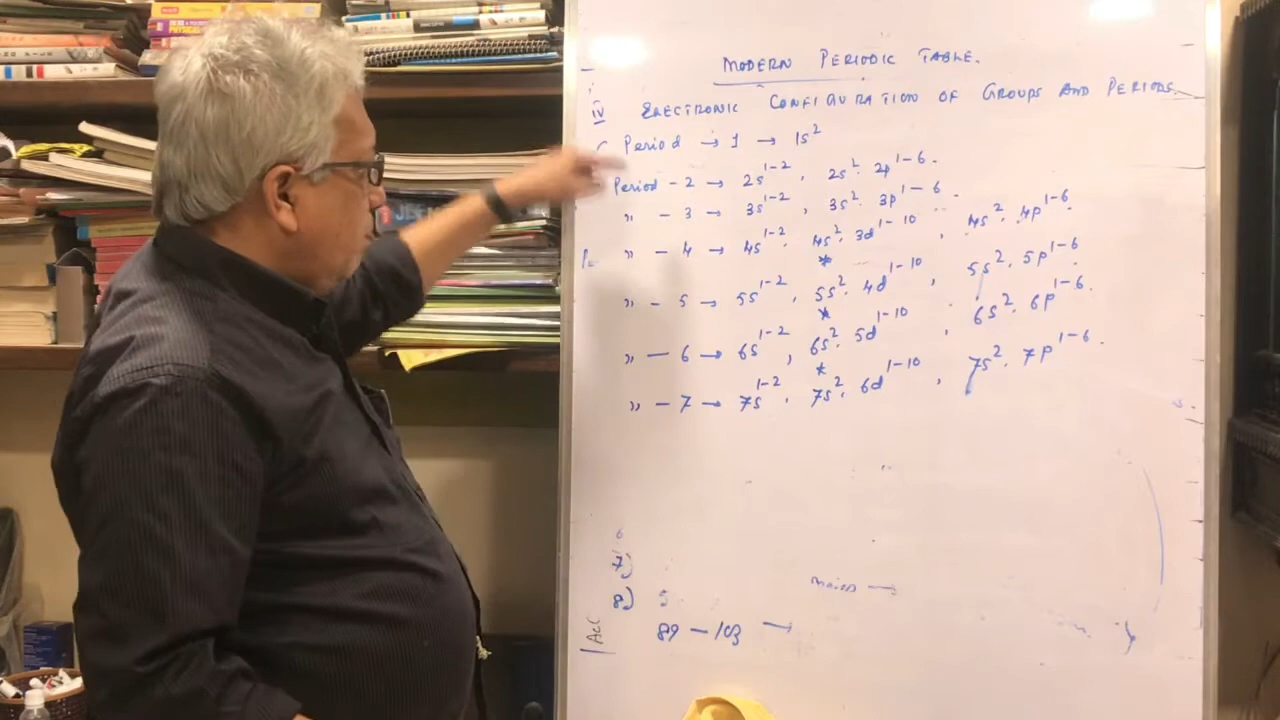 MODERN PERIODIC TABLE.
iv ELECTRONIC CONFIGURATION OF GROUPS AND PERIODS.
Period → 1 → 1s²
Period - 2 → 2s¹⁻², 2s². 2p¹⁻⁶.
" - 3 → 3s¹⁻², 3s². 3p¹⁻⁶
" - 4 → 4s¹⁻². 4s². 3d¹⁻¹⁰, 4s². 4p¹⁻⁶.
*
" - 5 → 5s¹⁻², 5s². 4d¹⁻¹⁰, 5s². 5p¹⁻⁶
*
" - 6 → 6s¹⁻², 6s². 5d¹⁻¹⁰, 6s². 6p¹⁻⁶.
*
" - 7 → 7s¹⁻², 7s². 6d¹⁻¹⁰, 7s². 7p¹⁻⁶.
7
8
89 - 103 →